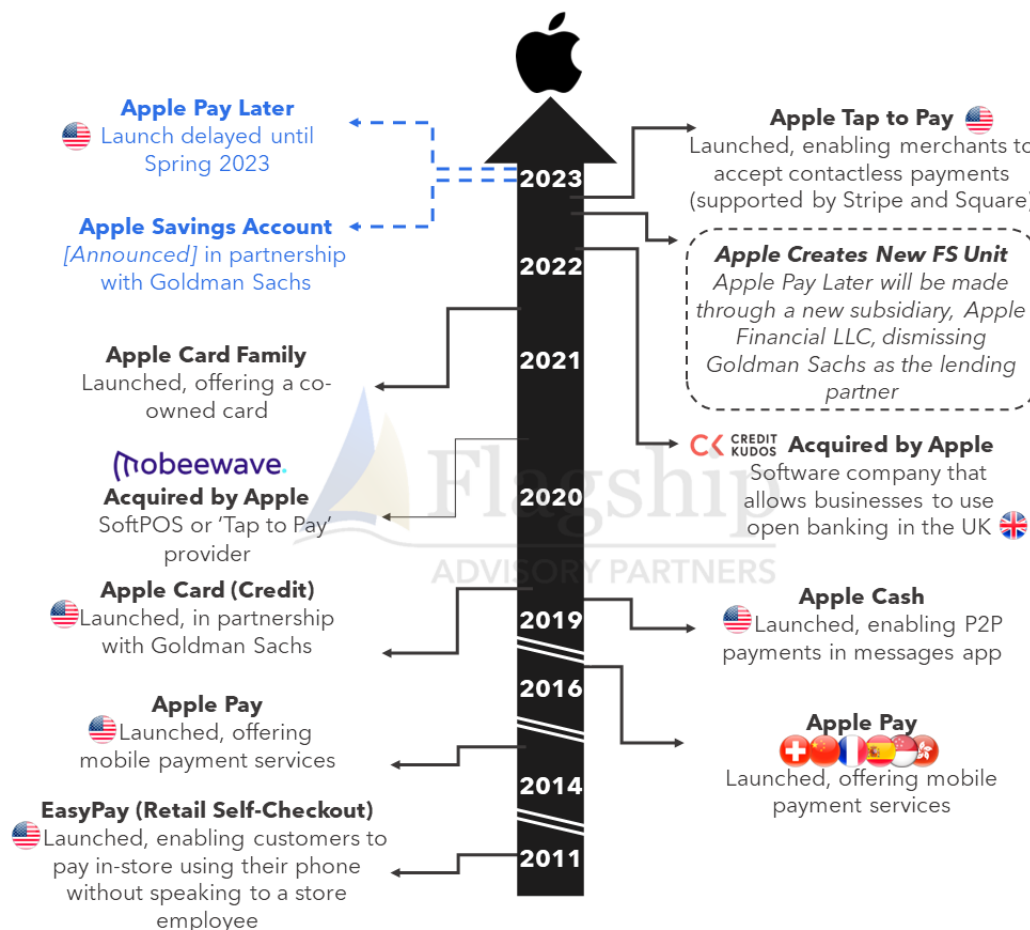 Apple Pay Later
Launch delayed until
Spring 2023
Apple Savings Account
[Announced] in partnership
with Goldman Sachs
Apple Card Family
Launched, offering a co-
owned card
mobeewave.
Acquired by Apple
SoftPOS or ‘Tap to Pay’
provider
Apple Card (Credit)
Launched, in partnership
with Goldman Sachs
Apple Pay
Launched, offering
mobile payment services
EasyPay (Retail Self-Checkout)
Launched, enabling customers to
pay in-store using their phone
without speaking to a store
employee
2023
2022
2021
2020
2019
2016
2014
2011
Apple Tap to Pay
Launched, enabling merchants to
accept contactless payments
(supported by Stripe and Square)
Apple Creates New FS Unit
Apple Pay Later will be made
through a new subsidiary, Apple
Financial LLC, dismissing
Goldman Sachs as the lending
partner
CK CREDIT
KUDOS
Acquired by Apple
Software company that
allows businesses to use
open banking in the UK
Apple Cash
Launched, enabling P2P
payments in messages app
Apple Pay
Launched, offering mobile
payment services
Flagship
ADVISORY PARTNERS